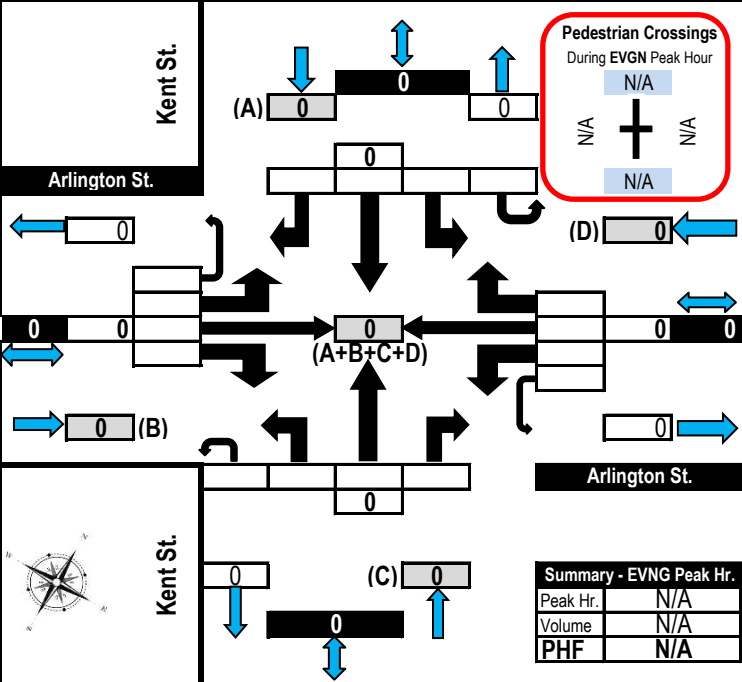 Kent St.
Pedestrian Crossings
During EVGN Peak Hour
N/A
N/A
N/A
N/A
0
(A) 0
0
0
Arlington St.
0
(D) 0
0 0
0
(A+B+C+D)
0 0
0 (B)
0
Arlington St.
0
Kent St.
0
(C) 0
0
Summary - EVNG Peak Hr.
Peak Hr. N/A
Volume N/A
PHF N/A